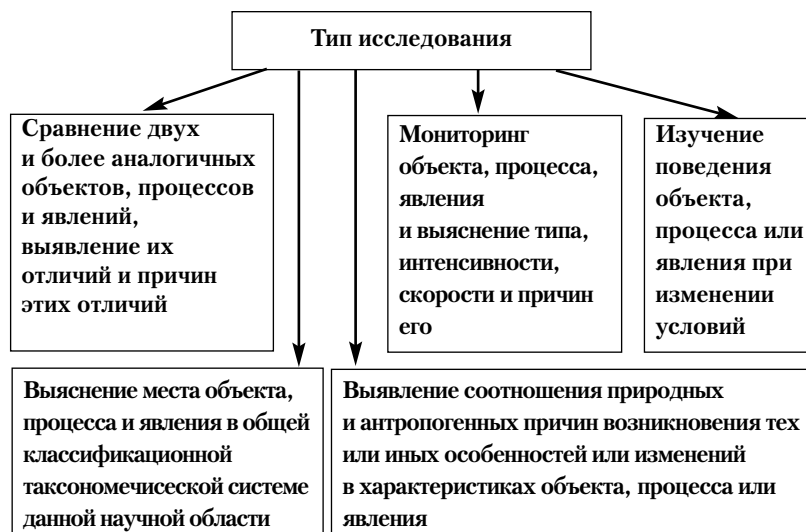 Тип исследования
Сравнение двух
и более аналогичных
объектов, процессов
и явлений,
выявление их
отличий и причин
этих отличий
Мониторинг
объекта, процесса,
явления
и выяснение типа,
интенсивности,
скорости и причин
его
Изучение
поведения
объекта,
процесса или
явления при
изменении
условий
Выяснение места объекта,
процесса и явления в общей
классификационной
таксономечисеской системе
данной научной области
Выявление соотношения природных
и антропогенных причин возникновения тех
или иных особенностей или изменений
в характеристиках объекта, процесса или
явления